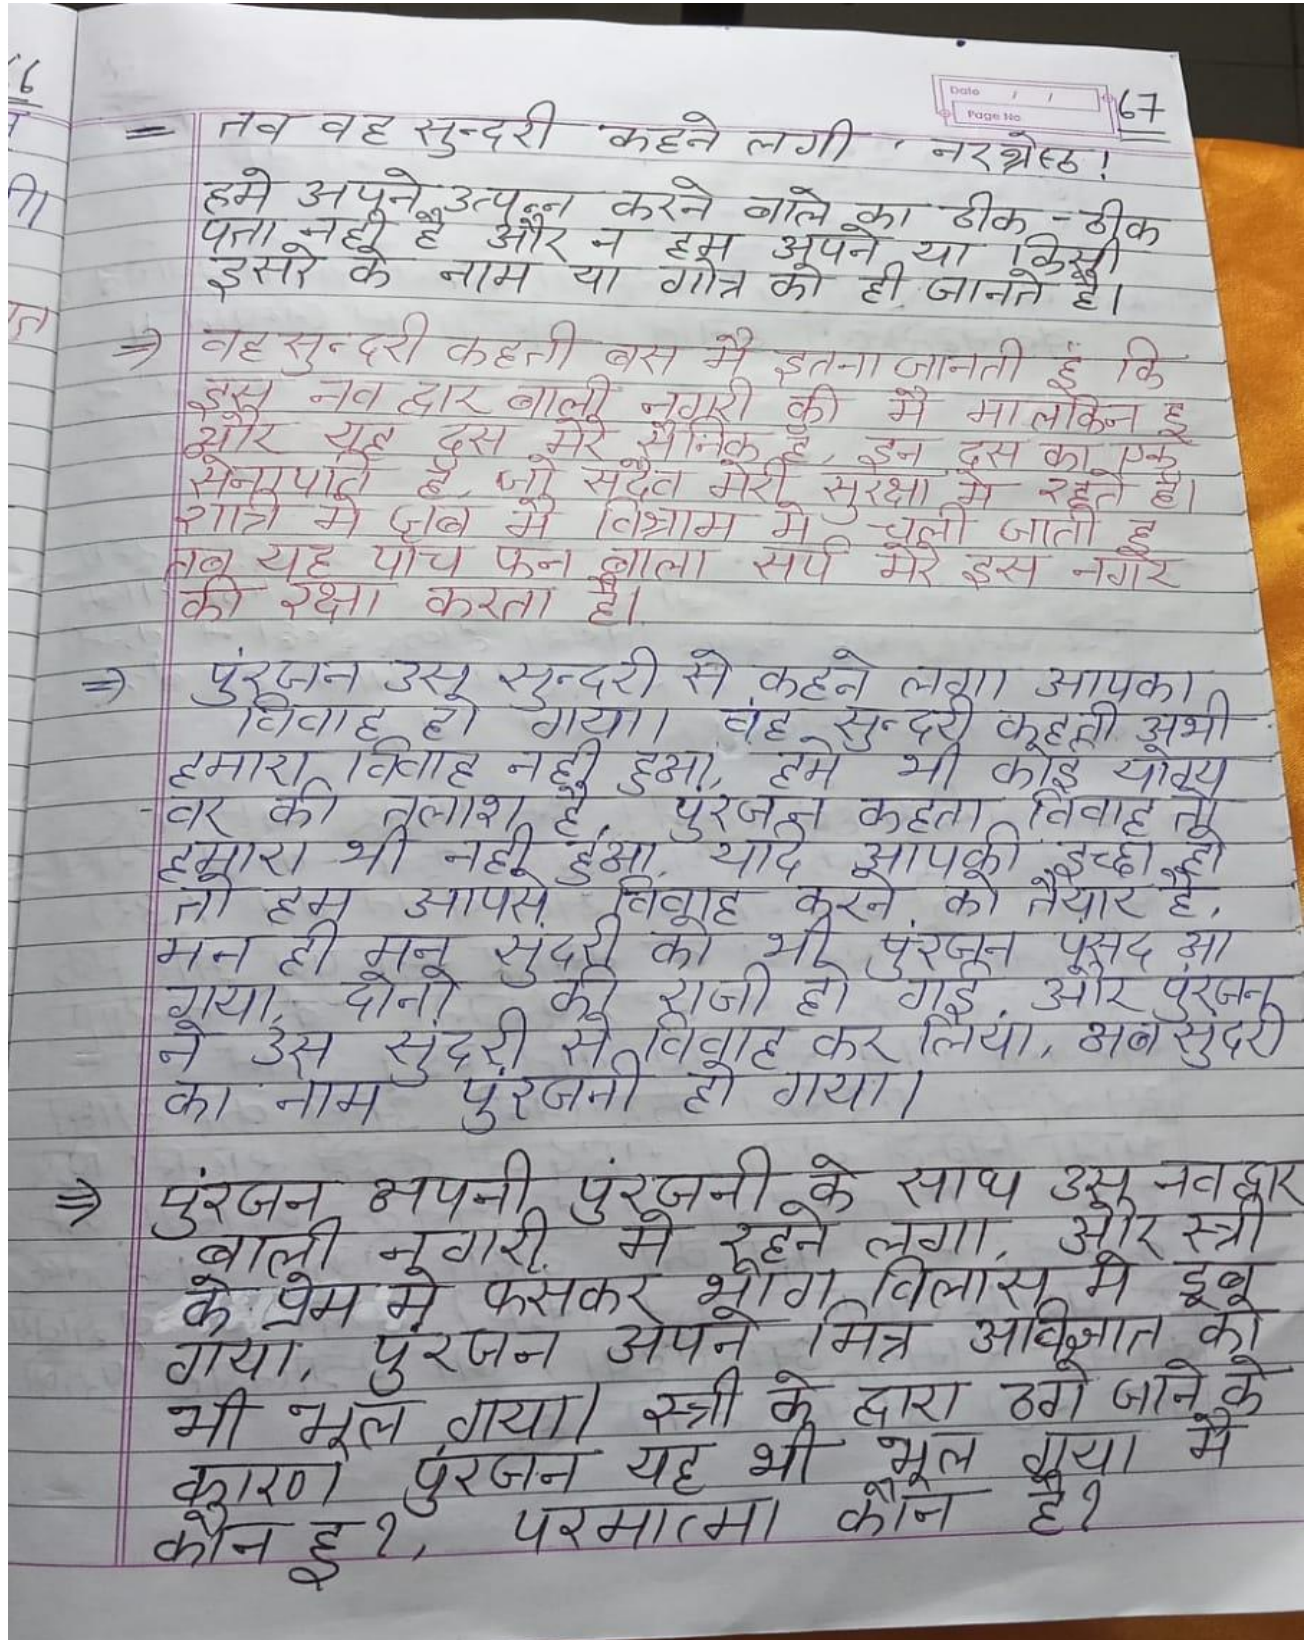 Date / /
Page No.
67
= तव वह सुन्दरी कहने लगी, नरश्रेष्ठ!
हमे अपने उत्पन्न करने बाले का ठीक - ठीक
पता नही है और न हम अपने या किसी
इसरे के नाम या गोत्र को ही जानते है।
⇒ वह सुन्दरी कहती बस मै इतना जानती हूं कि
इस नव द्वार बाली नगरी की मै मालकिन हू
और यह दस मेरे सैनिक है, इन दस का एक
सेनापति है, जो सदैव मेरी सुरक्षा मे रहते है।
रात्रि मे जब मै विश्राम मे चली जाती हू
तब यह पांच फन बाला सर्प मेरे इस नगर
की रक्षा करता है।
⇒ पुंरजन उस सुन्दरी से कहने लगा आपका
विवाह हो गया। वह सुन्दरी कहती अभी
हमारा विवाह नही हुआ, हमे भी कोई योग्य
वर की तलाश है, पुंरजन कहता विवाह तो
हमारा भी नही हुआ, यदि आपकी इच्छा हो
तो हम आपसे विवाह करने को तैयार है,
मन ही मन सुंदरी को भी पुंरजन पसंद आ
गया, दोनो की राजी हो गई, और पुंरजन
ने उस सुंदरी से विवाह कर लिया, अब सुंदरी
का नाम पुंरजनी हो गया।
⇒ पुंरजन अपनी पुंरजनी के साथ उस नवद्वार
बाली नगरी मे रहने लगा, और स्त्री
के प्रेम मे फसकर भोग विलास मे डूब
गया, पुंरजन अपने मित्र अविज्ञात को
भी भूल गया। स्त्री के द्वारा ठगे जाने के
कारण पुंरजन यह भी भूल गया मै
कौन हू?, परमात्मा कौन है?